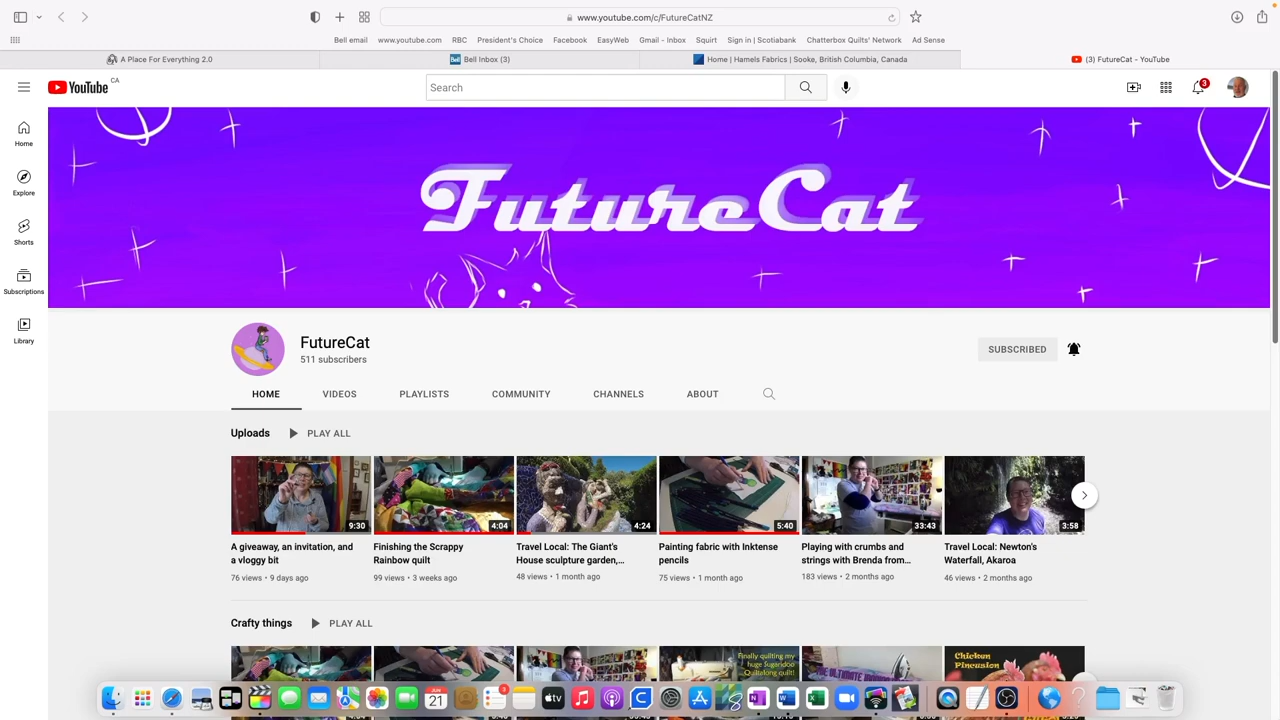 www.youtube.com/c/FutureCatNZ
Bell email www.youtube.com RBC President's Choice Facebook EasyWeb Gmail - Inbox Squirt Sign in | Scotiabank Chatterbox Quilts' Network Ad Sense
A Place For Everything 2.0 Bell Inbox (3) Home | Hamels Fabrics | Sooke, British Columbia, Canada (3) FutureCat - YouTube
YouTube CA
Search
3
Home
Explore
Shorts
Subscriptions
Library
FutureCat
FutureCat
511 subscribers
SUBSCRIBED
HOME VIDEOS PLAYLISTS COMMUNITY CHANNELS ABOUT
Uploads PLAY ALL
9:30 4:04 4:24 5:40 33:43 3:58
A giveaway, an invitation, and a vloggy bit
76 views • 9 days ago
Finishing the Scrappy Rainbow quilt
99 views • 3 weeks ago
Travel Local: The Giant's House sculpture garden,...
48 views • 1 month ago
Painting fabric with Inktense pencils
75 views • 1 month ago
Playing with crumbs and strings with Brenda from...
183 views • 2 months ago
Travel Local: Newton's Waterfall, Akaroa
46 views • 2 months ago
Crafty things PLAY ALL
Finally quilting my
huge Sugaridoo
Quiltalong quilt!
Chicken
Pincushion
JUN
21